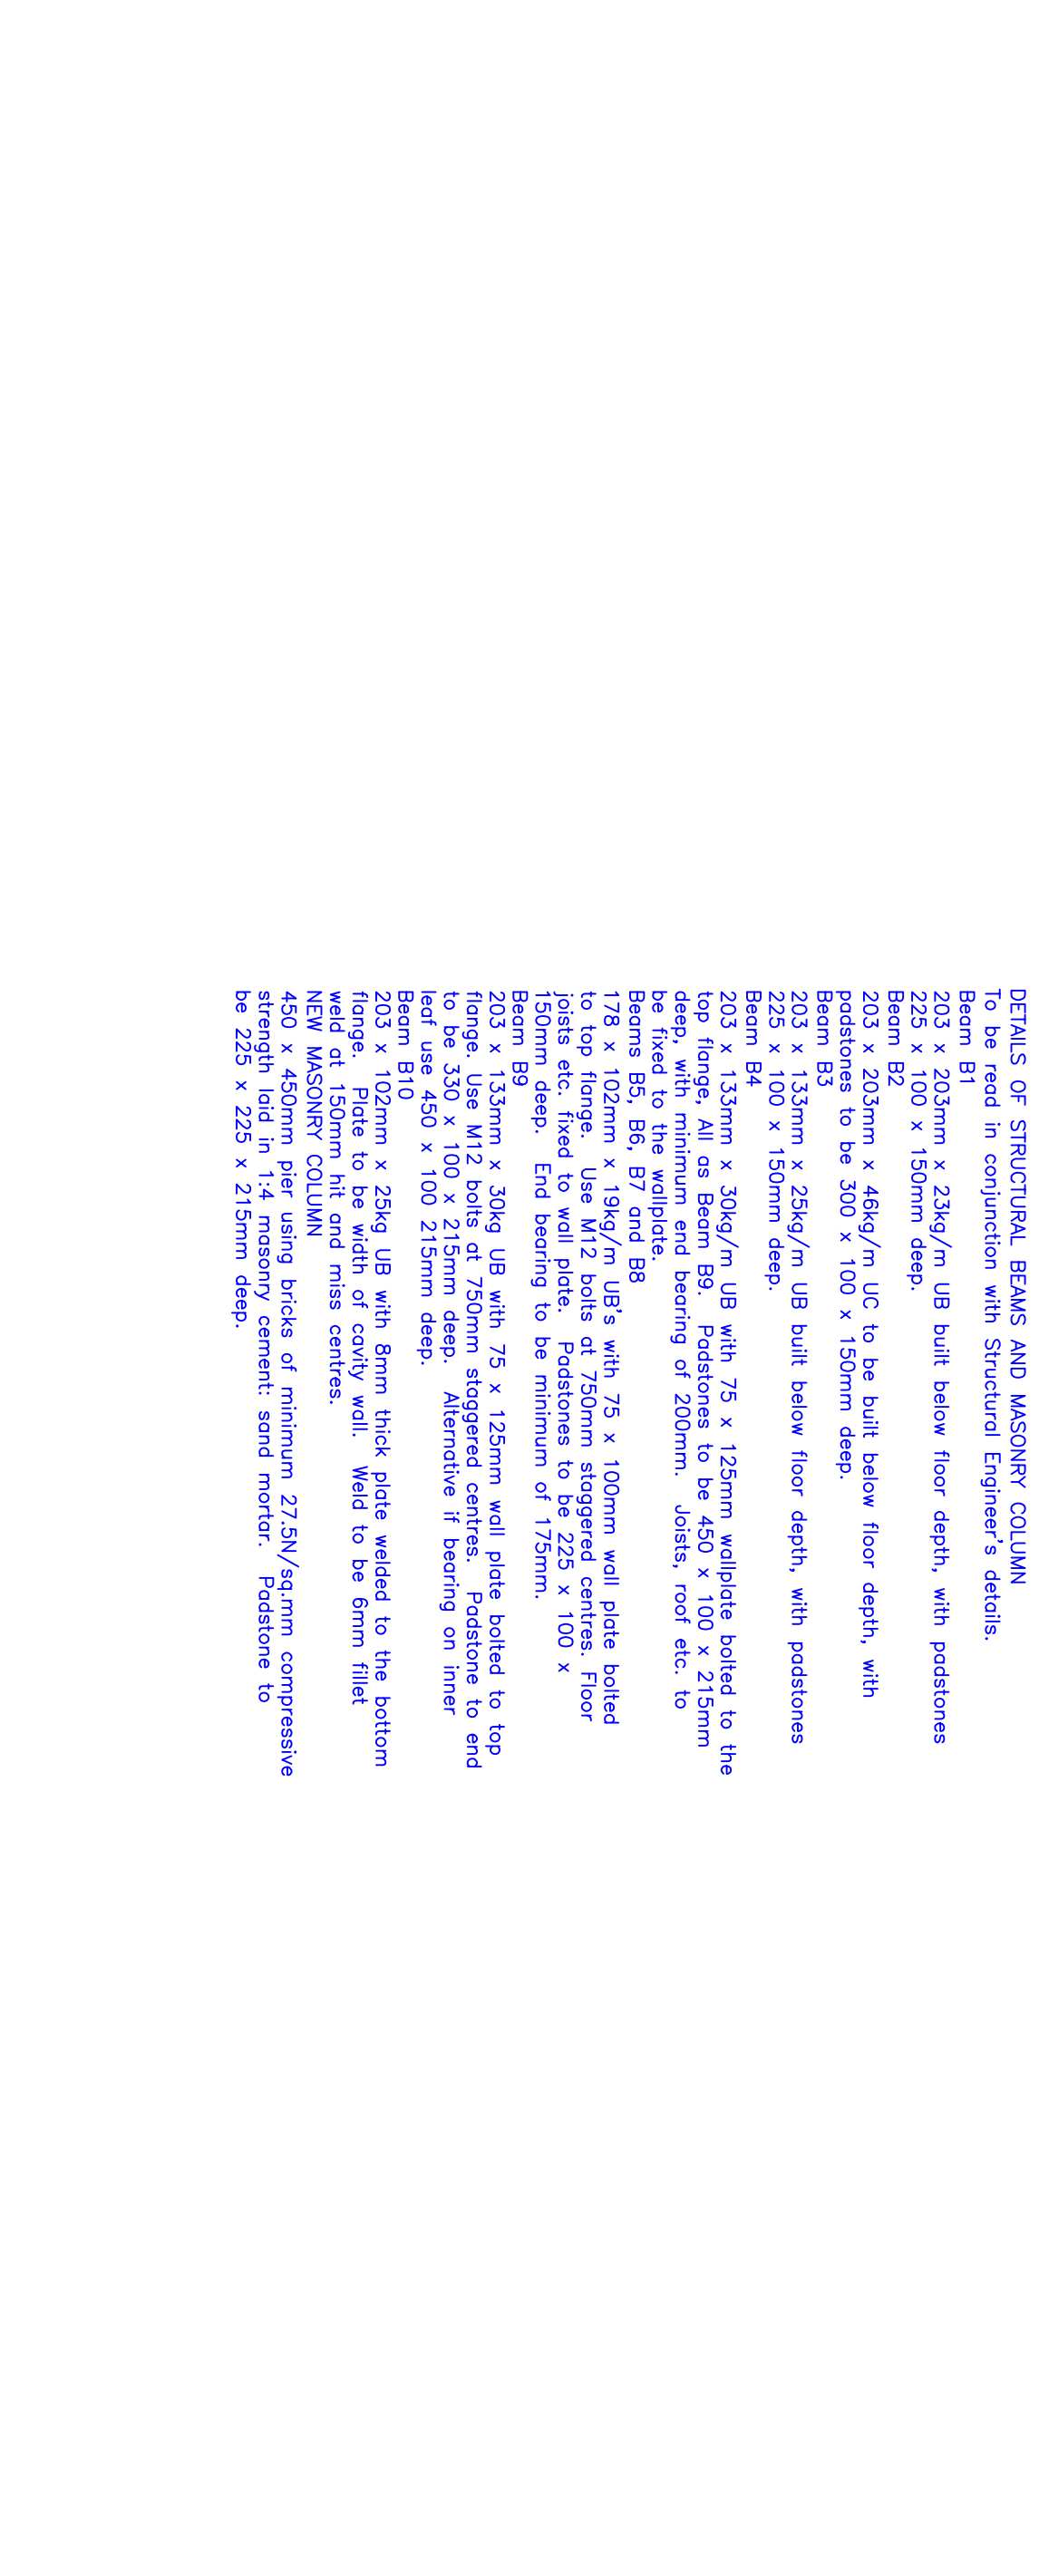 DETAILS OF STRUCTURAL BEAMS AND MASONRY COLUMN
To be read in conjunction with Structural Engineer's details.
Beam B1
203 x 203mm x 23kg/m UB built below floor depth, with padstones
225 x 100 x 150mm deep.
Beam B2
203 x 203mm x 46kg/m UC to be built below floor depth, with
padstones to be 300 x 100 x 150mm deep.
Beam B3
203 x 133mm x 25kg/m UB built below floor depth, with padstones
225 x 100 x 150mm deep.
Beam B4
203 x 133mm x 30kg/m UB with 75 x 125mm wallplate bolted to the
top flange, All as Beam B9. Padstones to be 450 x 100 x 215mm
deep, with minimum end bearing of 200mm. Joists, roof etc. to
be fixed to the wallplate.
Beams B5, B6, B7 and B8
178 x 102mm x 19kg/m UB's with 75 x 100mm wall plate bolted
to top flange. Use M12 bolts at 750mm staggered centres. Floor
joists etc. fixed to wall plate. Padstones to be 225 x 100 x
150mm deep. End bearing to be minimum of 175mm.
Beam B9
203 x 133mm x 30kg UB with 75 x 125mm wall plate bolted to top
flange. Use M12 bolts at 750mm staggered centres. Padstone to end
to be 330 x 100 x 215mm deep. Alternative if bearing on inner
leaf use 450 x 100 215mm deep.
Beam B10
203 x 102mm x 25kg UB with 8mm thick plate welded to the bottom
flange. Plate to be width of cavity wall. Weld to be 6mm fillet
weld at 150mm hit and miss centres.
NEW MASONRY COLUMN
450 x 450mm pier using bricks of minimum 27.5N/sq.mm compressive
strength laid in 1:4 masonry cement: sand mortar. Padstone to
be 225 x 225 x 215mm deep.